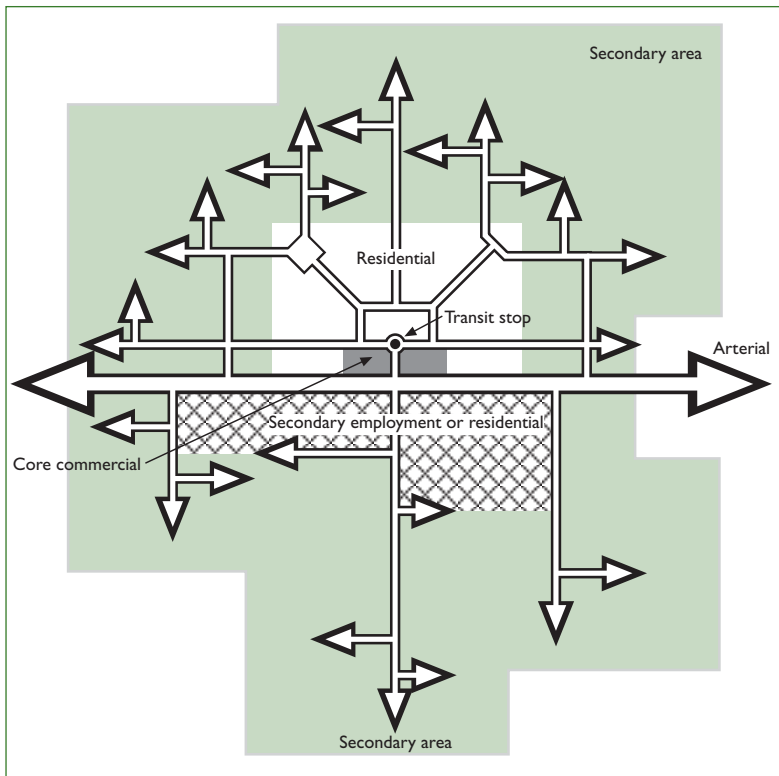 Secondary area
Residential
Transit stop
Arterial
Secondary employment or residential
Core commercial
Secondary area